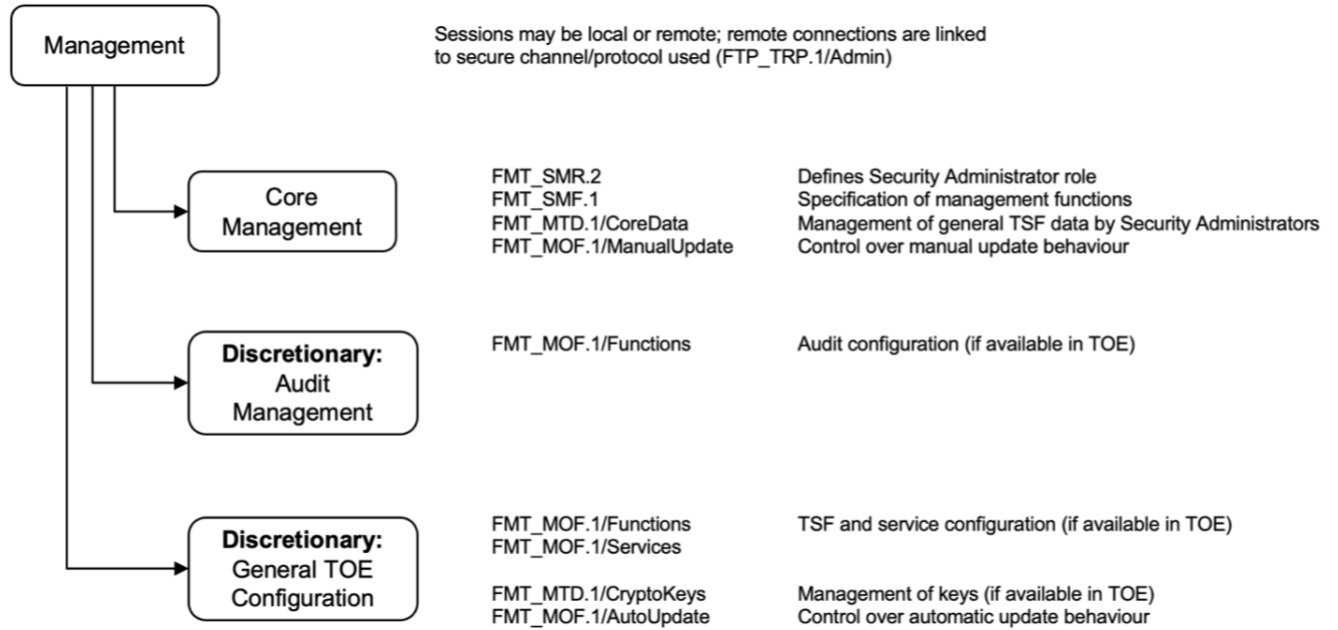 Management
Sessions may be local or remote; remote connections are linked
to secure channel/protocol used (FTP_TRP.1/Admin)
Core
Management
FMT_SMR.2 Defines Security Administrator role
FMT_SMF.1 Specification of management functions
FMT_MTD.1/CoreData Management of general TSF data by Security Administrators
FMT_MOF.1/ManualUpdate Control over manual update behaviour
Discretionary:
Audit
Management
FMT_MOF.1/Functions Audit configuration (if available in TOE)
Discretionary:
General TOE
Configuration
FMT_MOF.1/Functions TSF and service configuration (if available in TOE)
FMT_MOF.1/Services
FMT_MTD.1/CryptoKeys Management of keys (if available in TOE)
FMT_MOF.1/AutoUpdate Control over automatic update behaviour